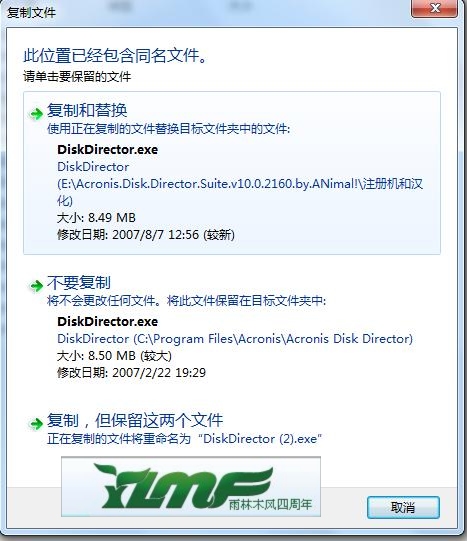 复制文件
此位置已经包含同名文件。
请单击要保留的文件
复制和替换
使用正在复制的文件替换目标文件夹中的文件:
DiskDirector.exe
DiskDirector
(E:\Acronis.Disk.Director.Suite.v10.0.2160.by.ANimal!\注册机和汉
化)
大小: 8.49 MB
修改日期: 2007/8/7 12:56 (较新)
不要复制
将不会更改任何文件。将此文件保留在目标文件夹中:
DiskDirector.exe
DiskDirector (C:\Program Files\Acronis\Acronis Disk Director)
大小: 8.50 MB (较大)
修改日期: 2007/2/22 19:29
复制，但保留这两个文件
正在复制的文件将重命名为“DiskDirector (2).exe”
YLMF
雨林木风四周年
取消